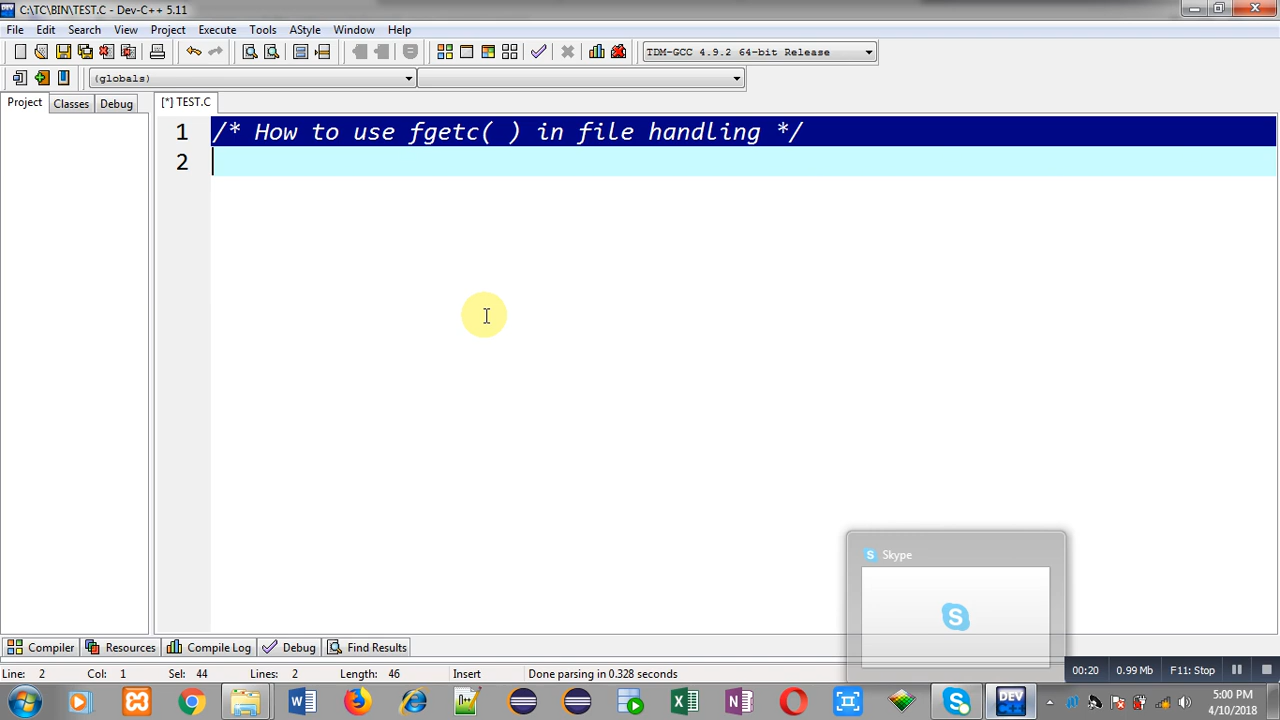 C:\TC\BIN\TEST.C - Dev-C++ 5.11
File Edit Search View Project Execute Tools AStyle Window Help
TDM-GCC 4.9.2 64-bit Release
(globals)
Project Classes Debug [*] TEST.C
1 /* How to use fgetc( ) in file handling */
2
Skype
Compiler Resources Compile Log Debug Find Results
Line: 2 Col: 1 Sel: 44 Lines: 2 Length: 46 Insert Done parsing in 0.328 seconds
00:20 0.99 Mb F11: Stop
DEV
5:00 PM
4/10/2018